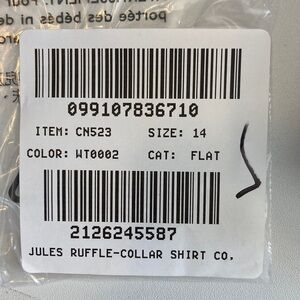 portée des bébés ni de
099107836710
ITEM: CN523 SIZE: 14
COLOR: WT0002 CAT: FLAT
2126245587
JULES RUFFLE-COLLAR SHIRT CO.